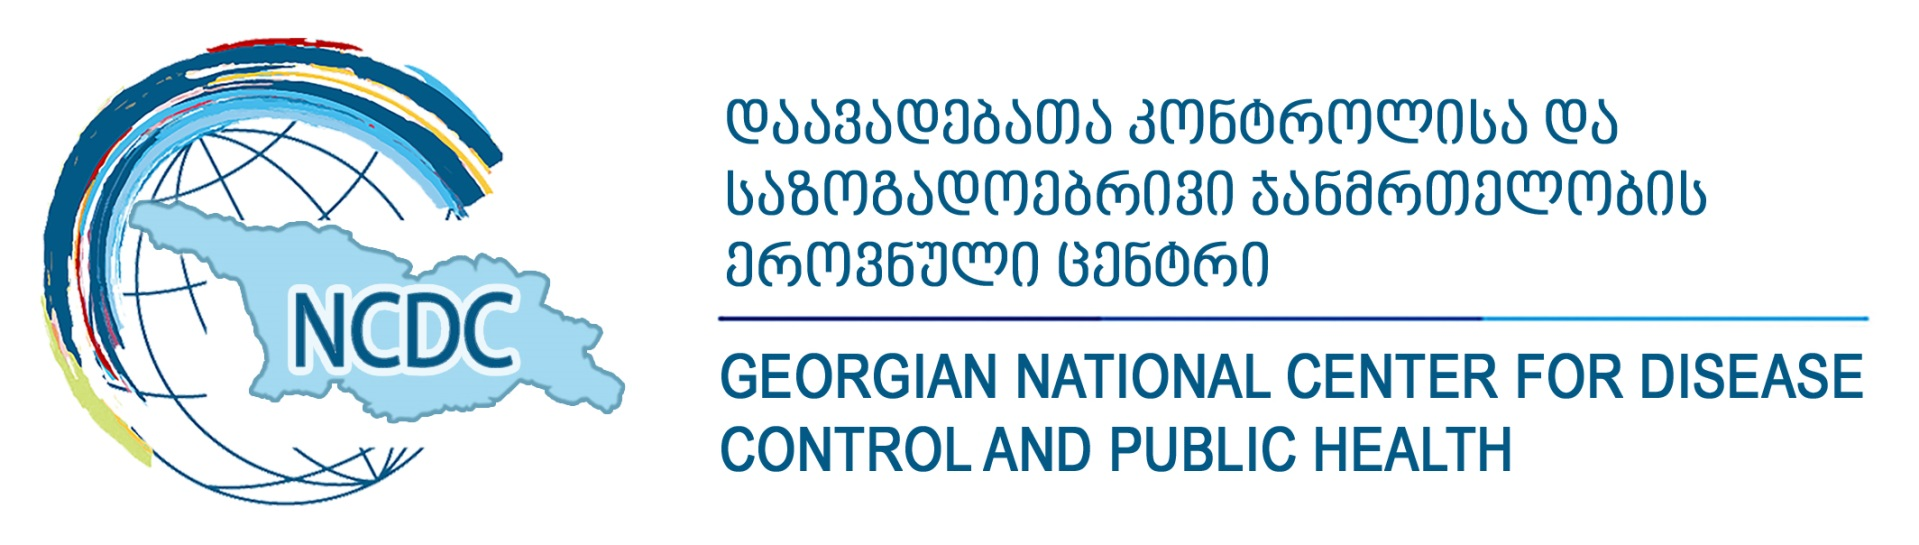 NCDC
დაავადებათა კონტროლისა და
საზოგადოებრივი ჯანმრთელობის
ეროვნული ცენტრი
GEORGIAN NATIONAL CENTER FOR DISEASE
CONTROL AND PUBLIC HEALTH